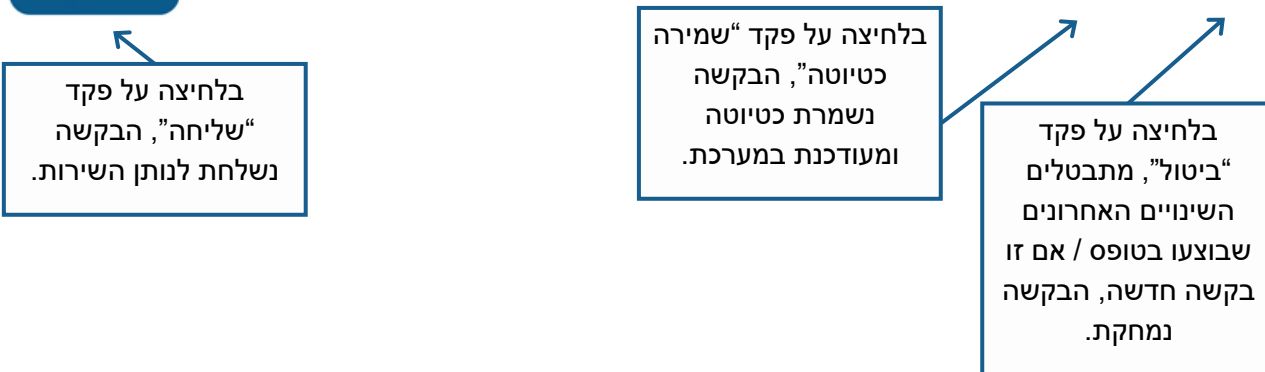 בלחיצה על פקד
“ביטול”, מתבטלים
השינויים האחרונים
שבוצעו בטופס / אם זו
בקשה חדשה, הבקשה
נמחקת.
בלחיצה על פקד “שמירה
כטיוטה”, הבקשה
נשמרת כטיוטה
ומעודכנת במערכת.
בלחיצה על פקד
“שליחה”, הבקשה
נשלחת לנותן השירות.